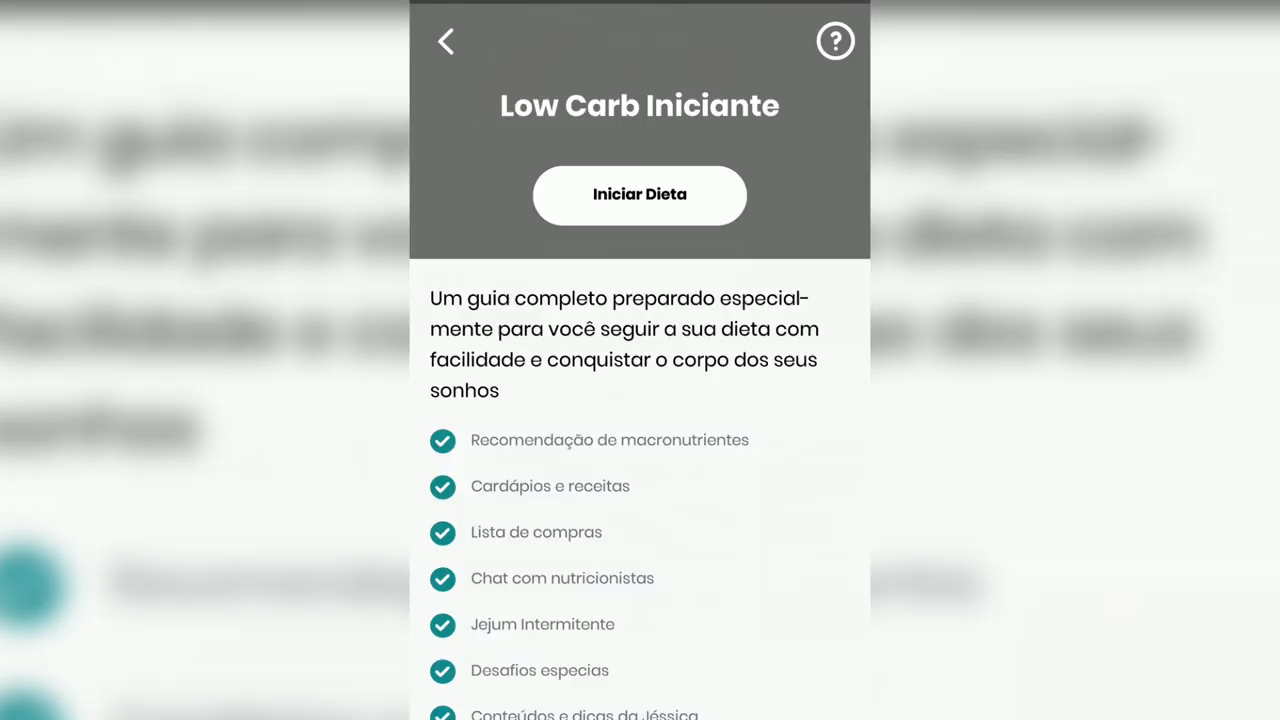 Low Carb Iniciante
Iniciar Dieta
Um guia completo preparado especial-
mente para você seguir a sua dieta com
facilidade e conquistar o corpo dos seus
sonhos
Recomendação de macronutrientes
Cardápios e receitas
Lista de compras
Chat com nutricionistas
Jejum Intermitente
Desafios especias
Conteúdos e dicas da Jéssica